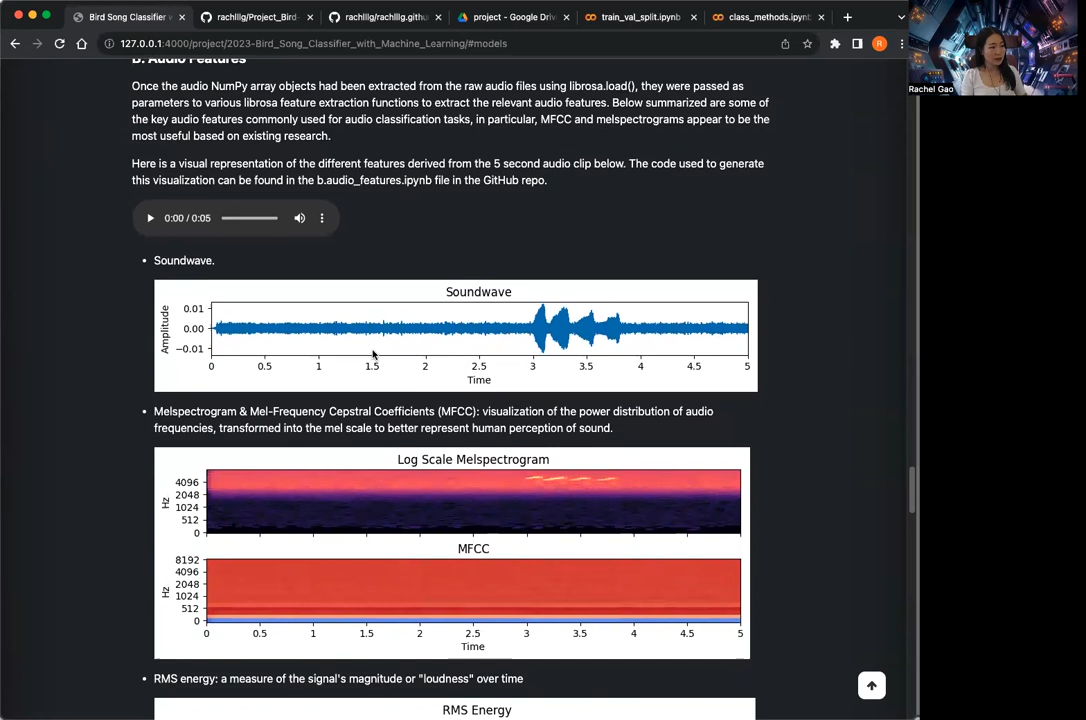 Bird Song Classifier w
rachlllg/Project_Bird-
rachlllg/rachlllg.githu
project - Google Driv
train_val_split.ipynb
class_methods.ipynb
127.0.0.1:4000/project/2023-Bird_Song_Classifier_with_Machine_Learning/#models
R
Rachel Gao
B. Audio Features
Once the audio NumPy array objects had been extracted from the raw audio files using librosa.load(), they were passed as
parameters to various librosa feature extraction functions to extract the relevant audio features. Below summarized are some of
the key audio features commonly used for audio classification tasks, in particular, MFCC and melspectrograms appear to be the
most useful based on existing research.
Here is a visual representation of the different features derived from the 5 second audio clip below. The code used to generate
this visualization can be found in the b.audio_features.ipynb file in the GitHub repo.
0:00 / 0:05
• Soundwave.
Soundwave
Amplitude
0.01
0.00
−0.01
0 0.5 1 1.5 2 2.5 3 3.5 4 4.5 5
Time
• Melspectrogram & Mel-Frequency Cepstral Coefficients (MFCC): visualization of the power distribution of audio
frequencies, transformed into the mel scale to better represent human perception of sound.
Log Scale Melspectrogram
Hz
4096
2048
1024
512
0
MFCC
Hz
8192
4096
2048
1024
512
0
0 0.5 1 1.5 2 2.5 3 3.5 4 4.5 5
Time
• RMS energy: a measure of the signal's magnitude or "loudness" over time
RMS Energy